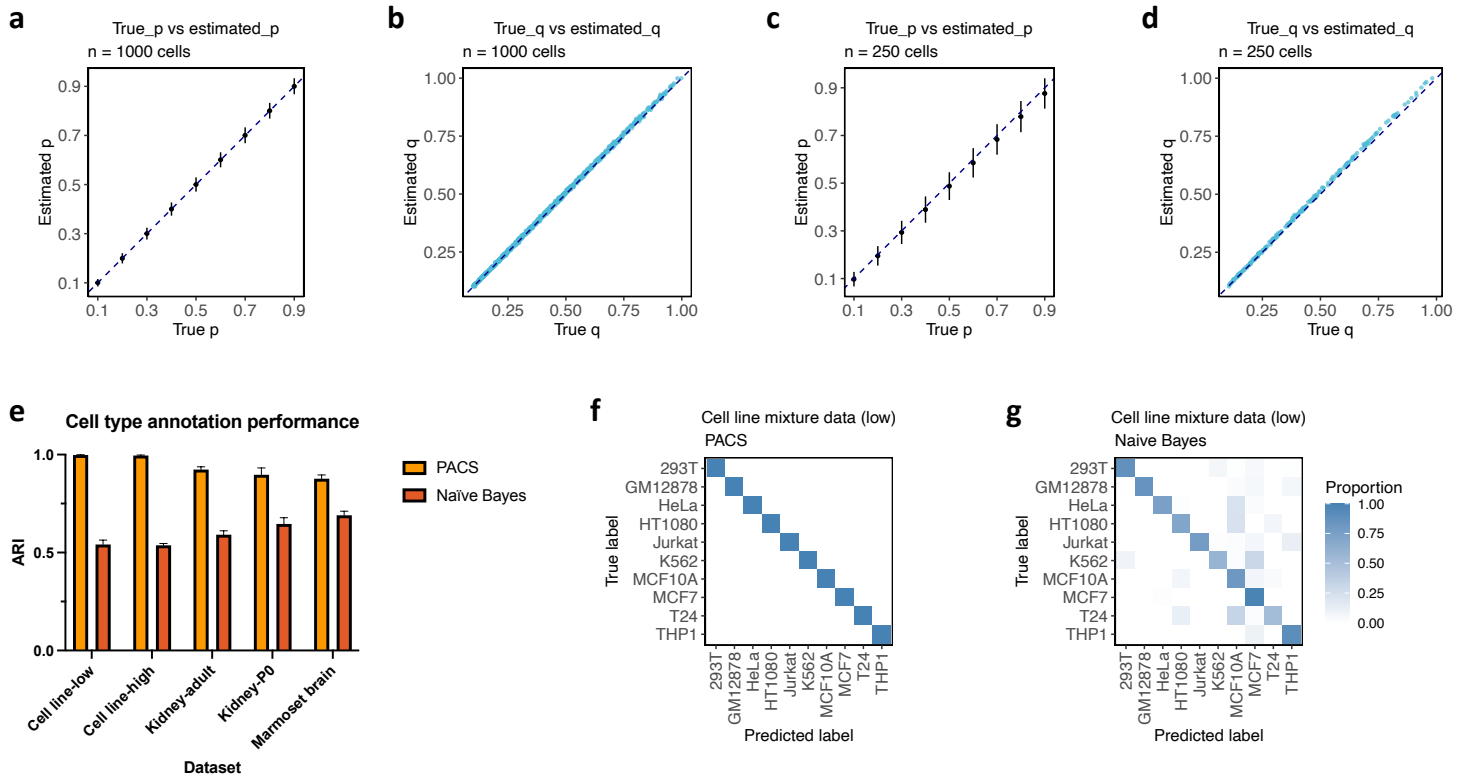 a
True_p vs estimated_p
n = 1000 cells
0.9
0.7
0.5
0.3
0.1
Estimated p
0.1 0.3 0.5 0.7 0.9
True p
b
True_q vs estimated_q
n = 1000 cells
1.00
0.75
0.50
0.25
Estimated q
0.25 0.50 0.75 1.00
True q
c
True_p vs estimated_p
n = 250 cells
0.9
0.7
0.5
0.3
0.1
Estimated p
0.1 0.3 0.5 0.7 0.9
True p
d
True_q vs estimated_q
n = 250 cells
1.00
0.75
0.50
0.25
Estimated q
0.25 0.50 0.75 1.00
True q
e
Cell type annotation performance
1.0
0.5
0.0
ARI
Cell line-low
Cell line-high
Kidney-adult
Kidney-P0
Marmoset brain
Dataset
PACS
Naïve Bayes
f
Cell line mixture data (low)
PACS
293T
GM12878
HeLa
HT1080
Jurkat
K562
MCF10A
MCF7
T24
THP1
True label
293T
GM12878
HeLa
HT1080
Jurkat
K562
MCF10A
MCF7
T24
THP1
Predicted label
g
Cell line mixture data (low)
Naive Bayes
293T
GM12878
HeLa
HT1080
Jurkat
K562
MCF10A
MCF7
T24
THP1
True label
293T
GM12878
HeLa
HT1080
Jurkat
K562
MCF10A
MCF7
T24
THP1
Predicted label
Proportion
1.00
0.75
0.50
0.25
0.00